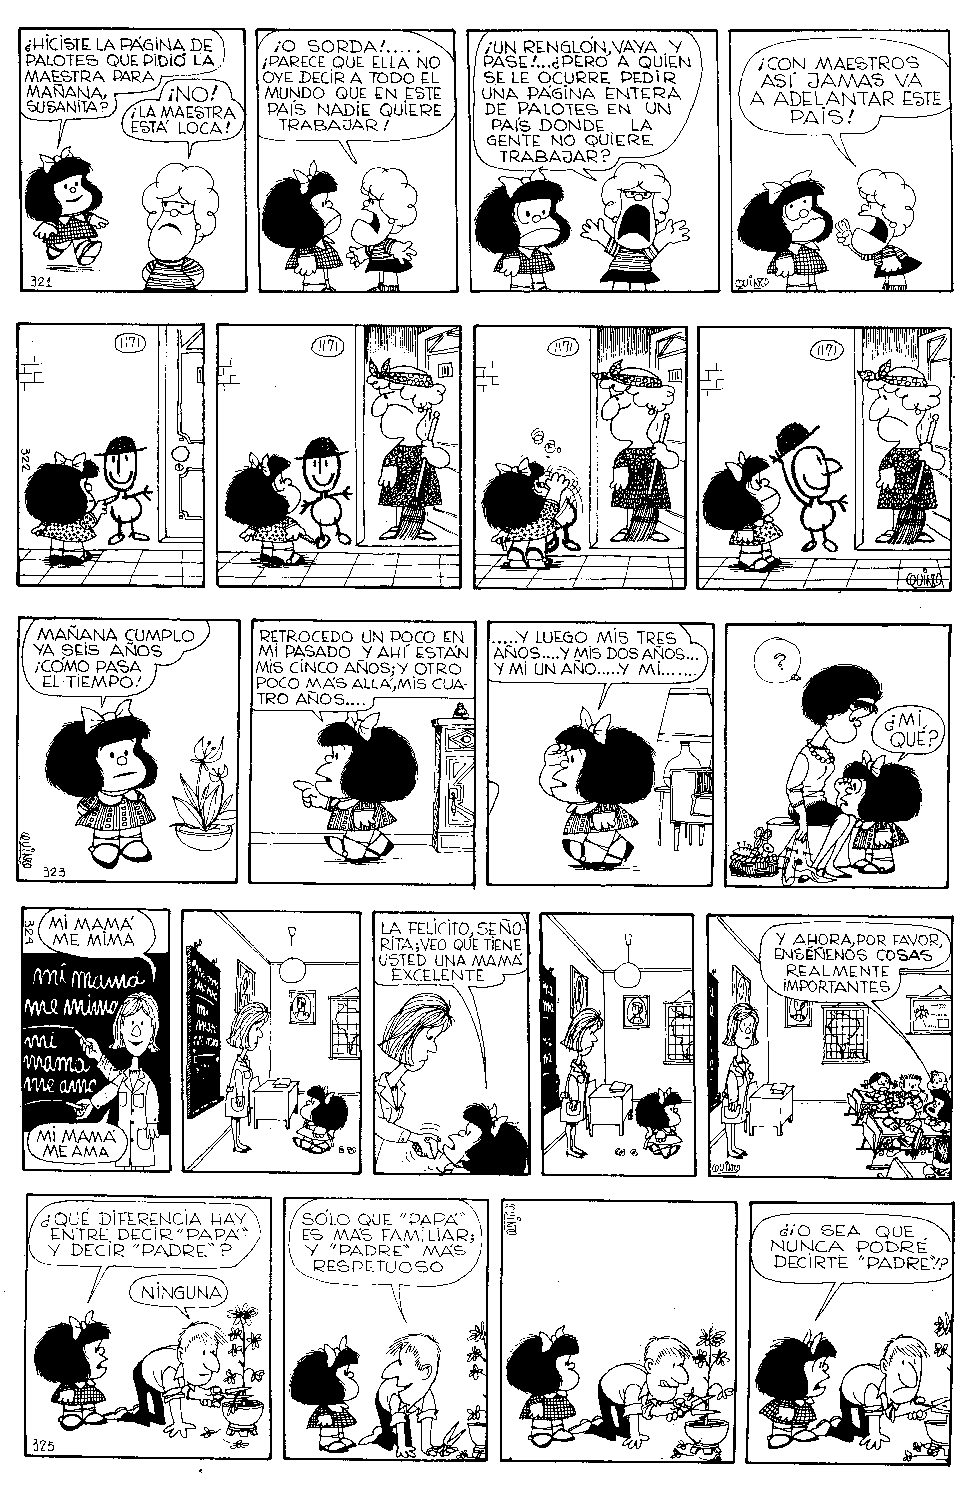 ¿HICISTE LA PÁGINA DE
PALOTES QUE PIDIÓ LA
MAESTRA PARA
MAÑANA,
SUSANITA?
¡NO!
¡LA MAESTRA
ESTÁ LOCA!
321
¡O SORDA!.....
¡PARECE QUE ELLA NO
OYE DECIR A TODO EL
MUNDO QUE EN ESTE
PAÍS NADIE QUIERE
TRABAJAR!
¡UN RENGLÓN, VAYA Y
PASE!...¿PERO A QUIEN
SE LE OCURRE PEDIR
UNA PÁGINA ENTERA
DE PALOTES EN UN
PAÍS DONDE LA
GENTE NO QUIERE
TRABAJAR?
¡CON MAESTROS
ASÍ JAMAS VA
A ADELANTAR ESTE
PAÍS!
QUINO
1171
322
1171
1171
1171
QUINO
MAÑANA CUMPLO
YA SEIS AÑOS
¡COMO PASA
EL TIEMPO!
QUINO
323
RETROCEDO UN POCO EN
MI PASADO Y AHÍ ESTÁN
MIS CINCO AÑOS; Y OTRO
POCO MAS ALLÁ, MIS CUA-
TRO AÑOS....
.....Y LUEGO MIS TRES
AÑOS....Y MIS DOS AÑOS...
Y MI UN AÑO.....Y MI......
?
¿MI,
QUÉ?
324
MI MAMÁ
ME MIMA
mi mamá
me mima
mi
mama
me ama
MI MAMÁ
ME AMA
LA FELICITO, SEÑO-
RITA; VEO QUE TIENE
USTED UNA MAMÁ
EXCELENTE
Y AHORA, POR FAVOR,
ENSÉÑENOS COSAS
REALMENTE
IMPORTANTES
QUINO
¿QUÉ DIFERENCIA HAY
ENTRE DECIR "PAPÁ"
Y DECIR "PADRE"?
NINGUNA
325
SÓLO QUE "PAPÁ"
ES MAS FAMILIAR;
Y "PADRE" MAS
RESPETUOSO
QUINO
¿¡O SEA QUE
NUNCA PODRÉ
DECIRTE "PADRE"!?